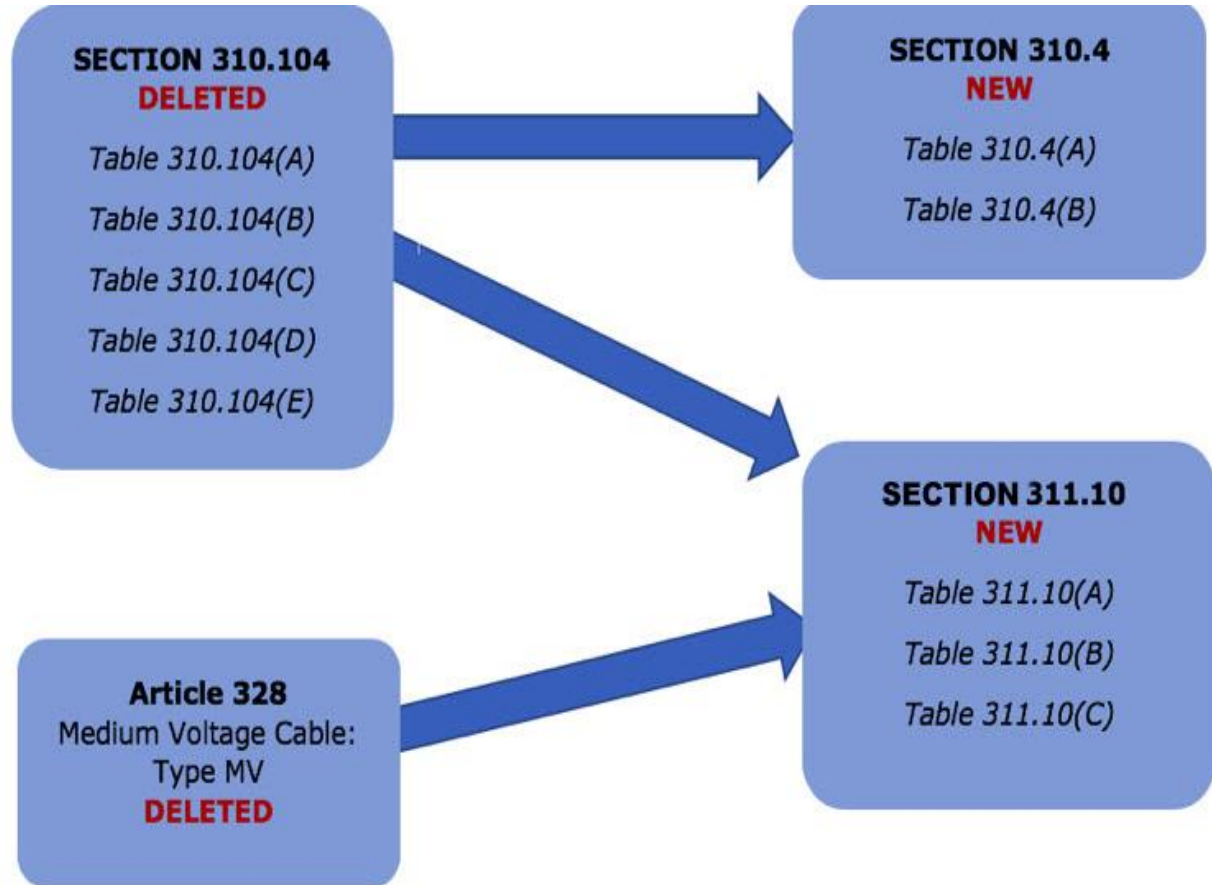 SECTION 310.104
DELETED
Table 310.104(A)
Table 310.104(B)
Table 310.104(C)
Table 310.104(D)
Table 310.104(E)
SECTION 310.4
NEW
Table 310.4(A)
Table 310.4(B)
Article 328
Medium Voltage Cable:
Type MV
DELETED
SECTION 311.10
NEW
Table 311.10(A)
Table 311.10(B)
Table 311.10(C)